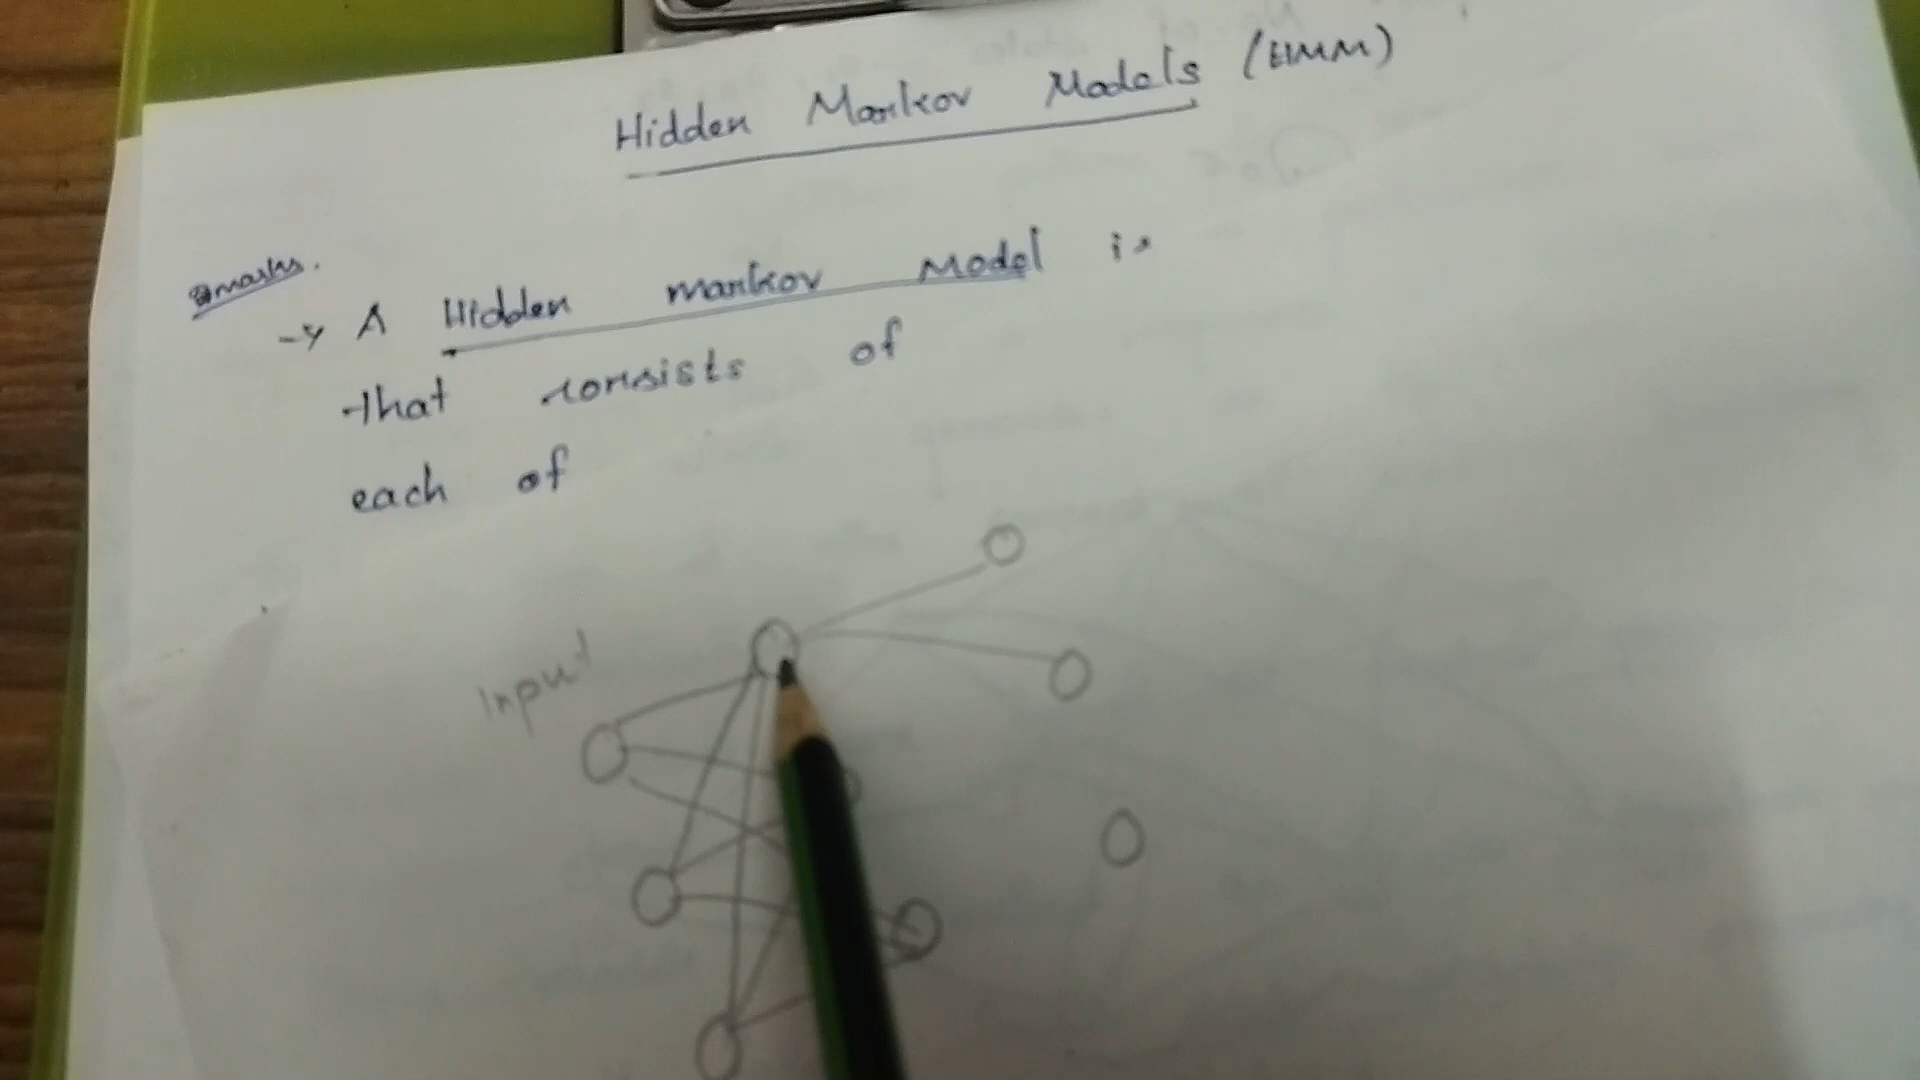 Hidden Markov Models (HMM)
marks.
→ A Hidden markov Model is
that consists of
each of
Input